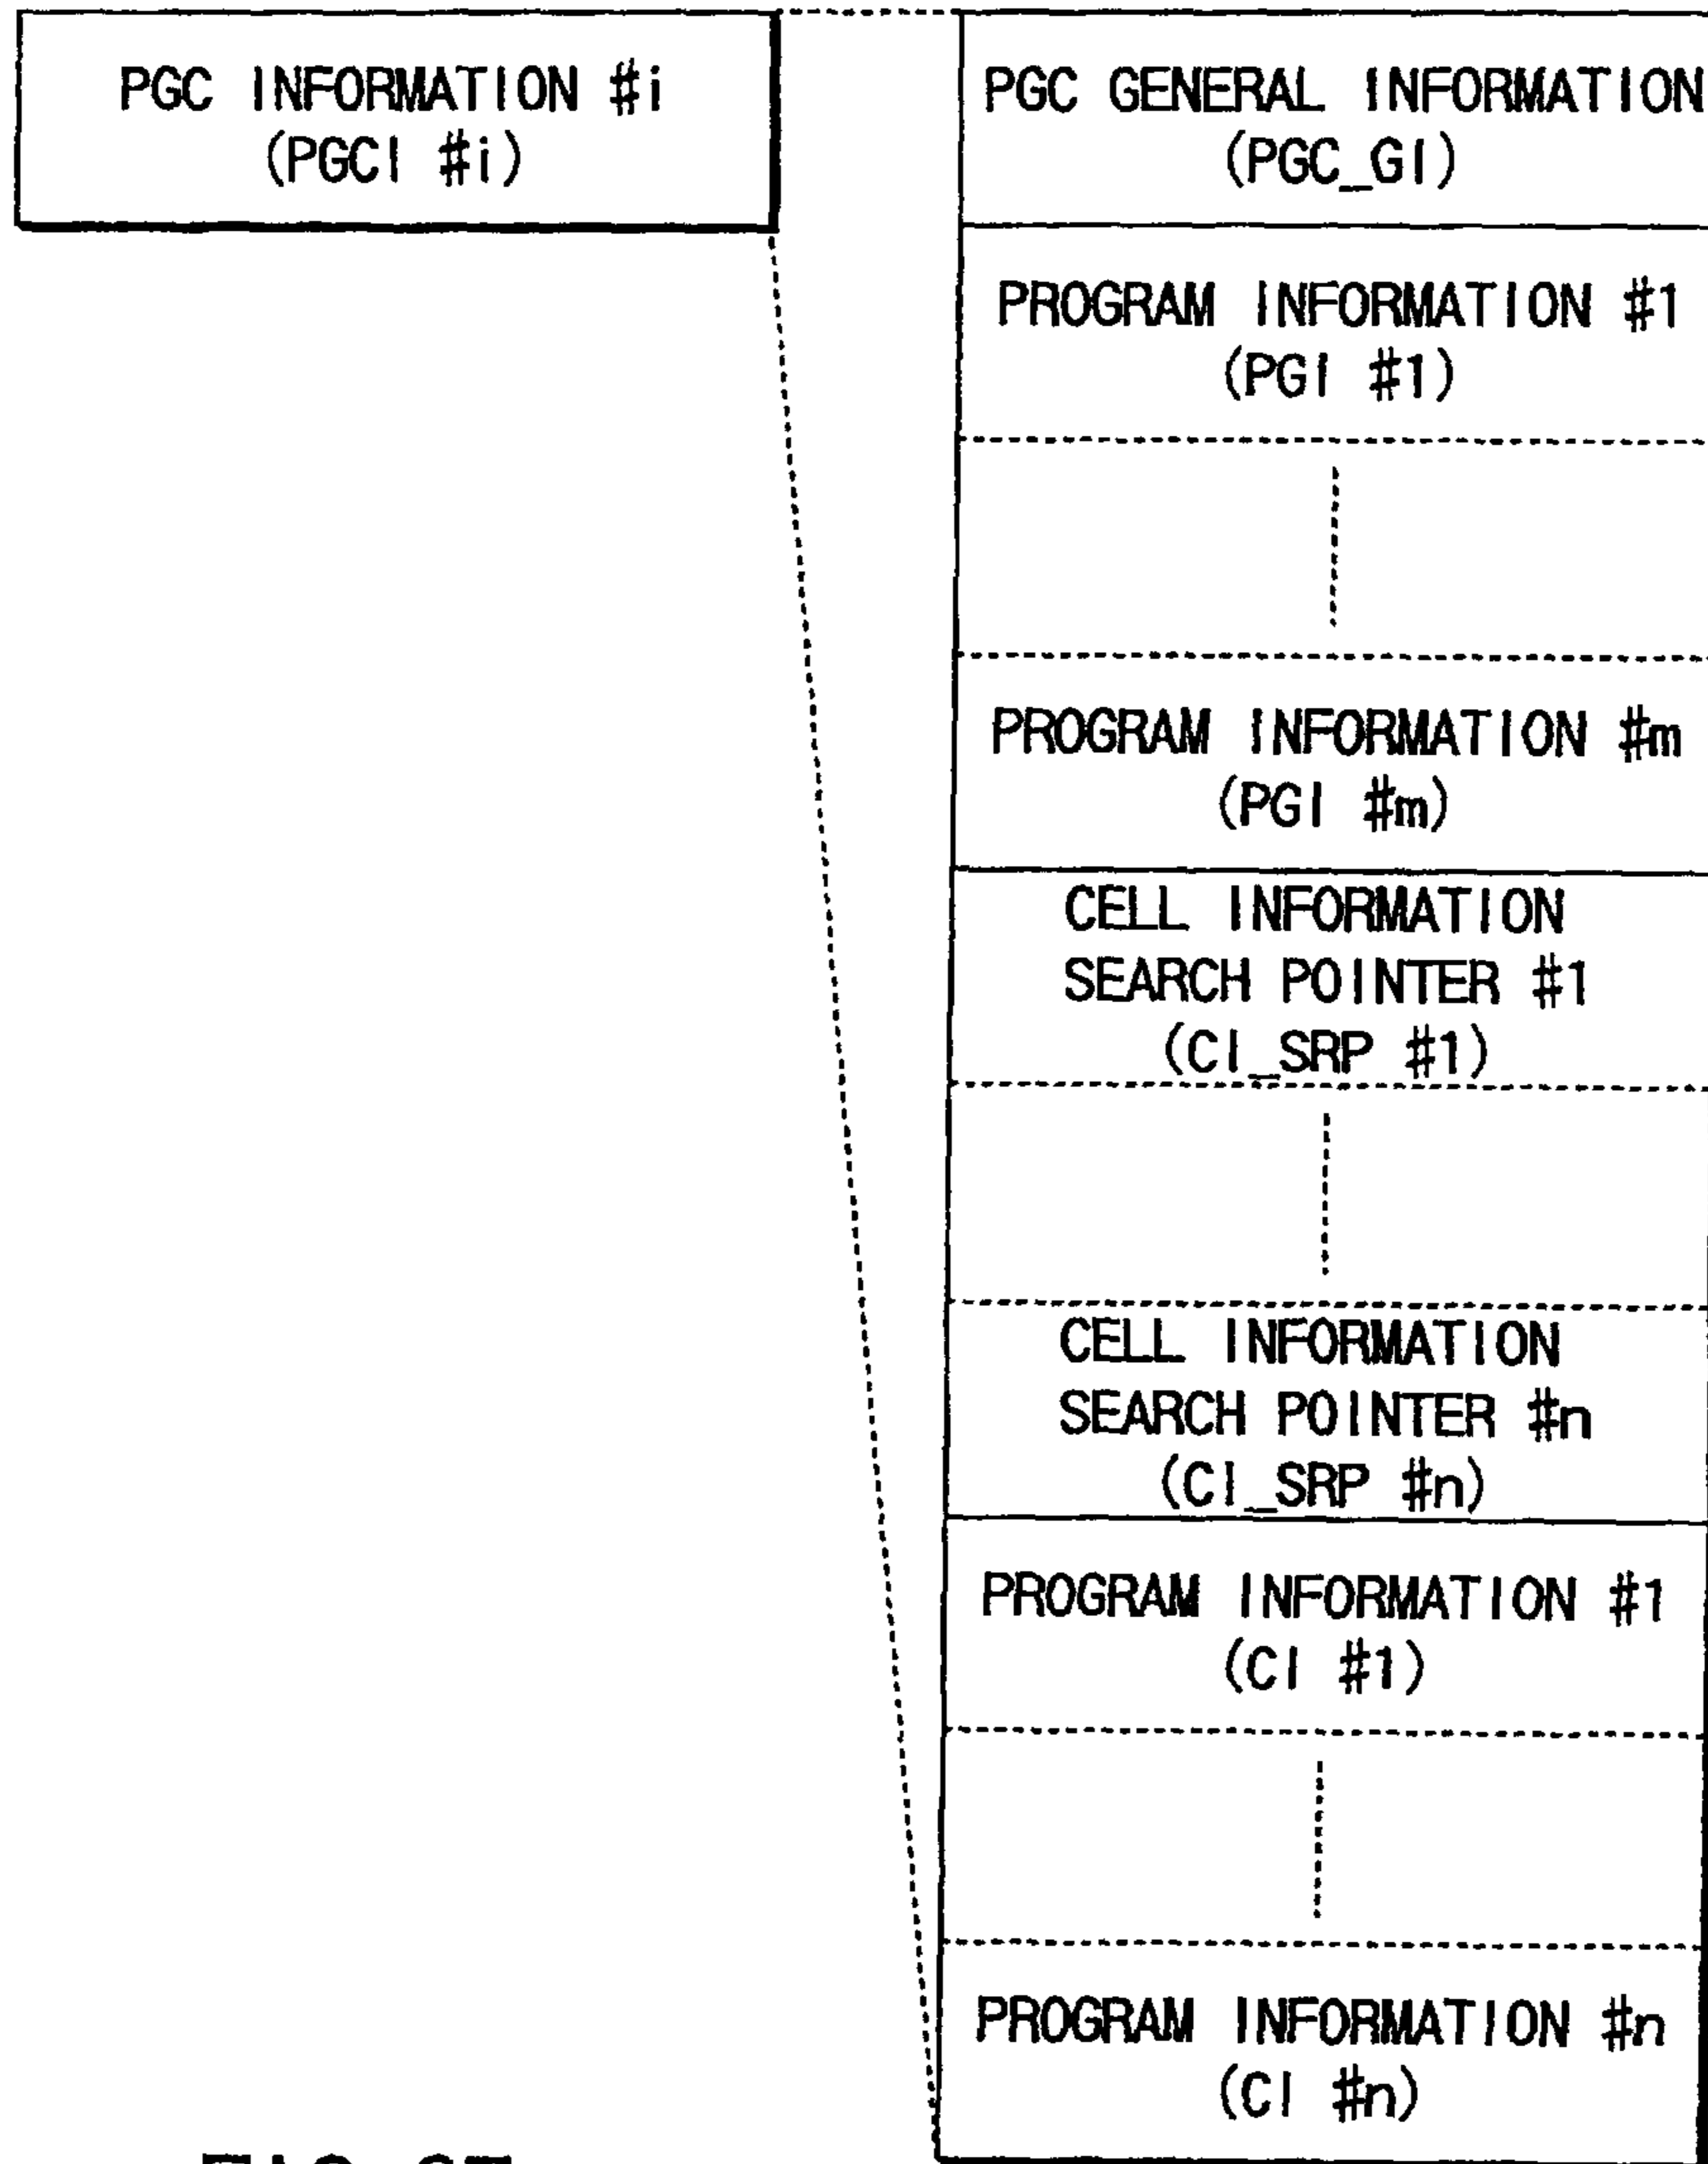 PGC INFORMATION #i
(PGCI #i)
PGC GENERAL INFORMATION
(PGC_GI)
PROGRAM INFORMATION #1
(PGI #1)
PROGRAM INFORMATION #m
(PGI #m)
CELL INFORMATION
SEARCH POINTER #1
(CI_SRP #1)
CELL INFORMATION
SEARCH POINTER #n
(CI_SRP #n)
PROGRAM INFORMATION #1
(CI #1)
PROGRAM INFORMATION #n
(CI #n)